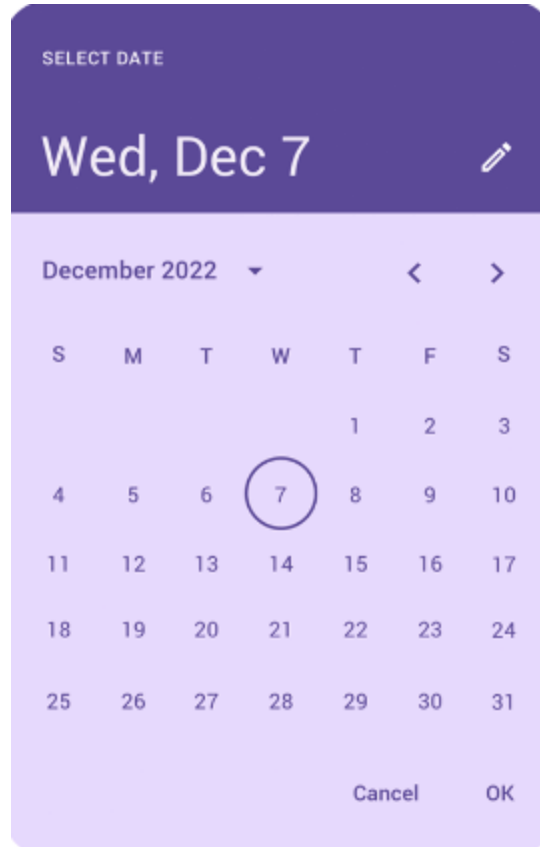 SELECT DATE
Wed, Dec 7
December 2022
S M T W T F S
1 2 3
4 5 6 7 8 9 10
11 12 13 14 15 16 17
18 19 20 21 22 23 24
25 26 27 28 29 30 31
Cancel OK